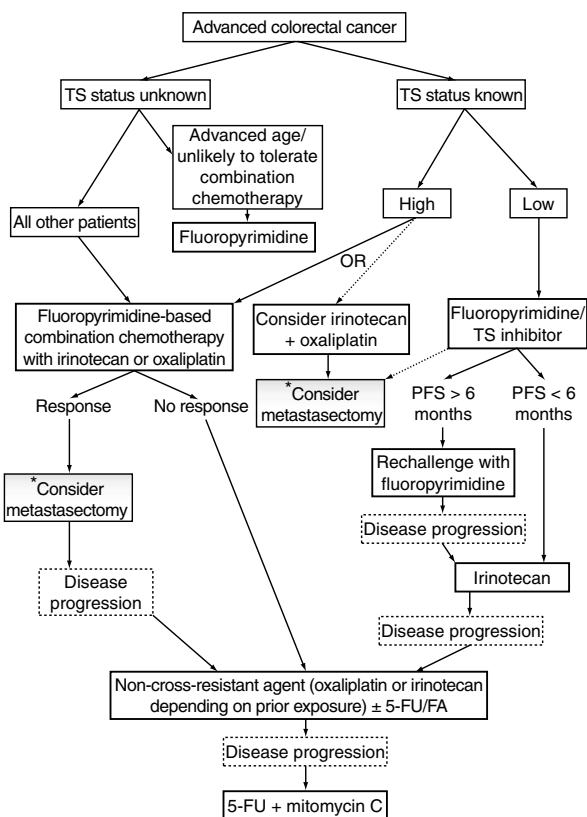 Advanced colorectal cancer
TS status unknown
TS status known
Advanced age/
unlikely to tolerate
combination
chemotherapy
All other patients
High
Low
Fluoropyrimidine
OR
Fluoropyrimidine-based
combination chemotherapy
with irinotecan or oxaliplatin
Consider irinotecan
+ oxaliplatin
Fluoropyrimidine/
TS inhibitor
Response
No response
*Consider
metastasectomy
PFS > 6
months
PFS < 6
months
Rechallenge with
fluoropyrimidine
*Consider
metastasectomy
Disease progression
Disease
progression
Irinotecan
Disease progression
Non-cross-resistant agent (oxaliplatin or irinotecan
depending on prior exposure) ± 5-FU/FA
Disease progression
5-FU + mitomycin C